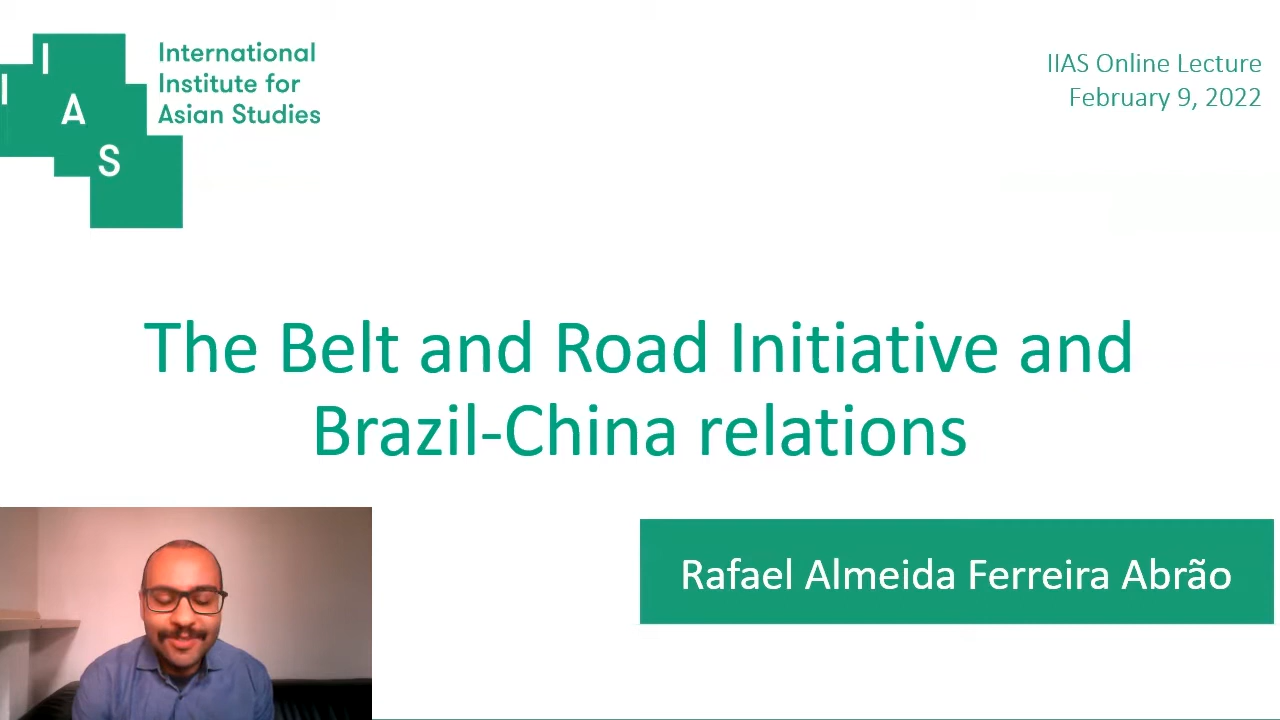 I
I
A
S
International
Institute for
Asian Studies
IIAS Online Lecture
February 9, 2022
The Belt and Road Initiative and
Brazil-China relations
Rafael Almeida Ferreira Abrão